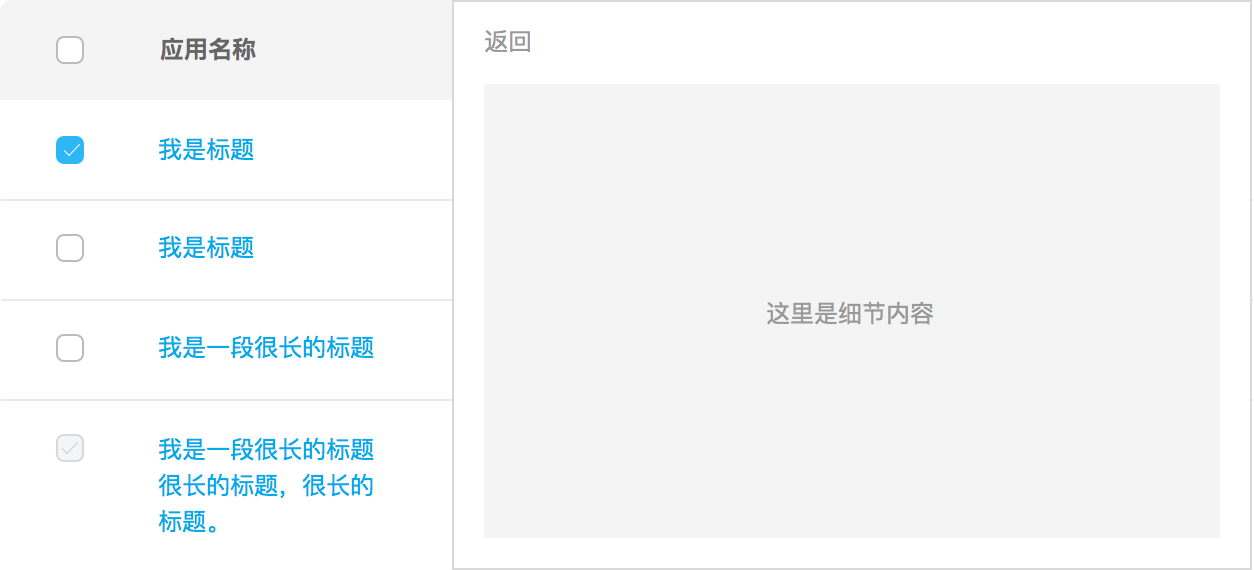 应用名称
我是标题
我是标题
我是一段很长的标题
我是一段很长的标题
很长的标题，很长的
标题。
返回
这里是细节内容